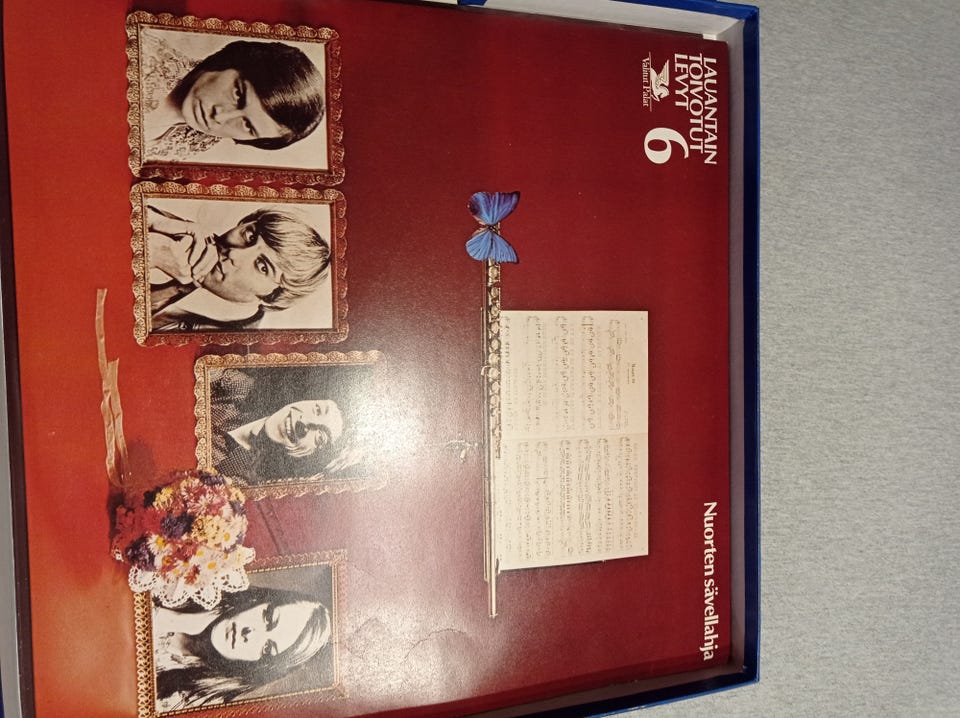 LAUANTAIN
TOIVOTUT
LEVYT 6
Valitut Palat
Nuorten sävellahja